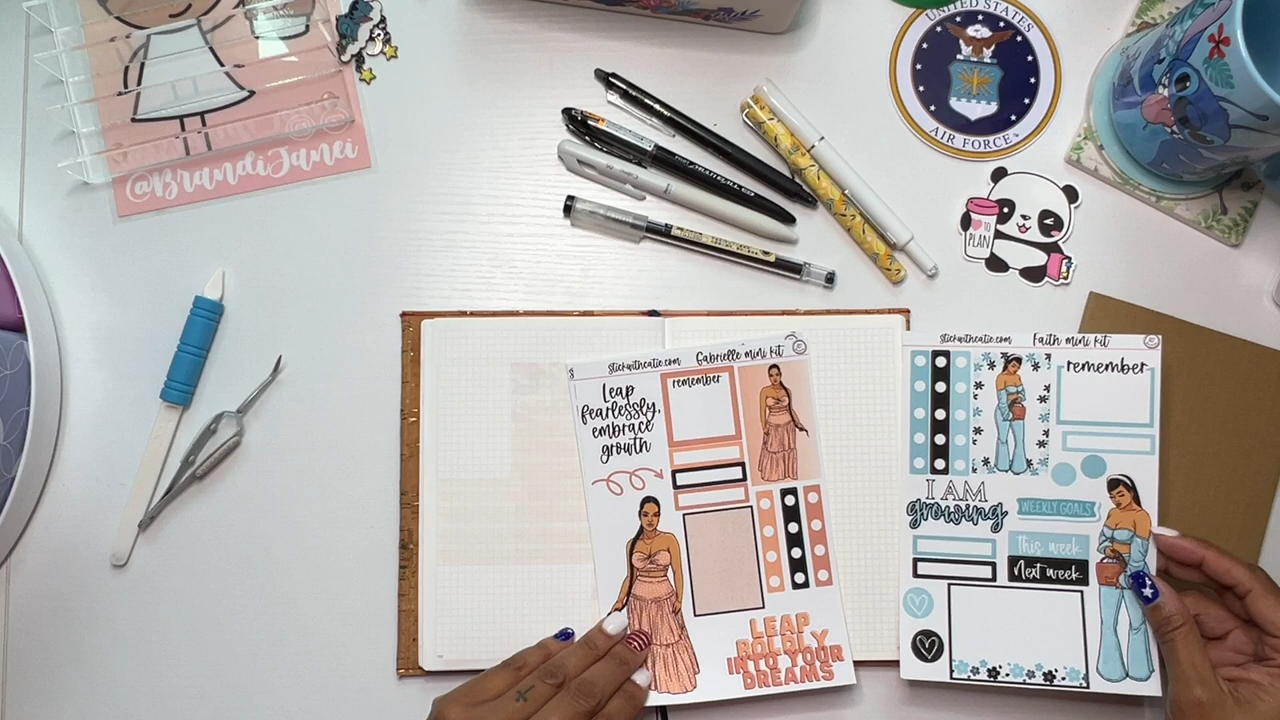 @BrandiJanei
UNITED STATES
AIR FORCE
I
TO
PLAN
stickwithcatie.com Gabrielle mini kit
Leap
fearlessly,
embrace
growth
remember
LEAP
BOLDLY
INTO YOUR
DREAMS
stickwithcatie.com Faith mini kit
remember
I AM
growing
WEEKLY GOALS
this week
Next week